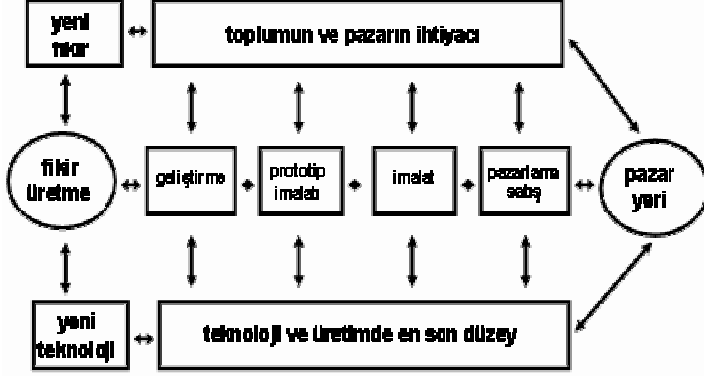 yeni
fikir
toplumun ve pazarın ihtiyacı
fikir
üretme
geliştirme
prototip
imalatı
imalat
pazarlama
satış
pazar
yeri
yeni
teknoloji
teknoloji ve üretimde en son düzey